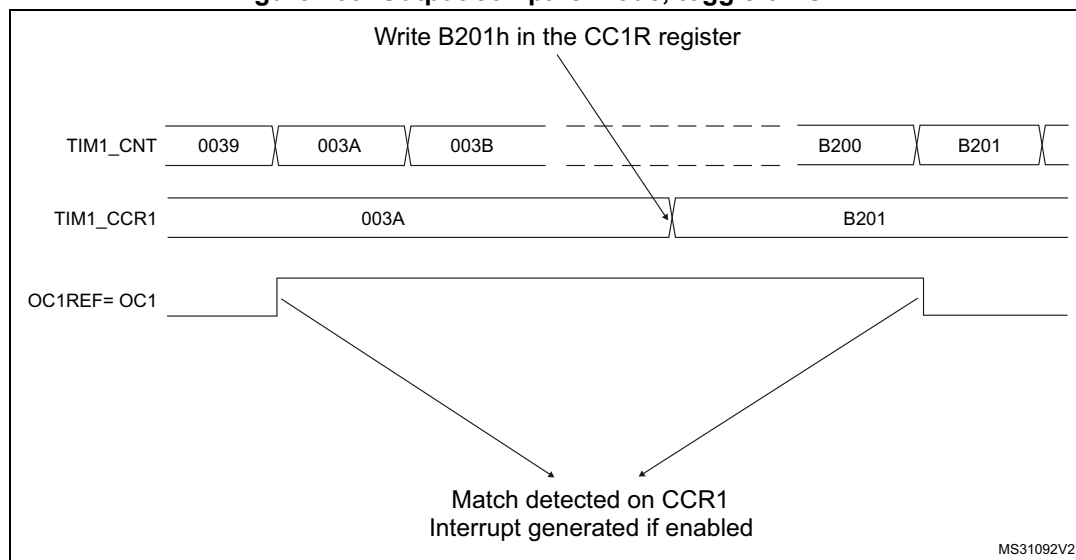 Write B201h in the CC1R register
TIM1_CNT 0039 003A 003B B200 B201
TIM1_CCR1 003A B201
OC1REF= OC1
Match detected on CCR1
Interrupt generated if enabled
MS31092V2